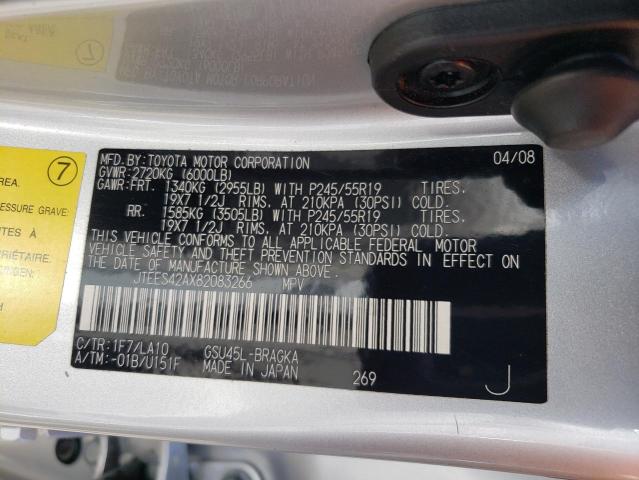 MFD. BY: TOYOTA MOTOR CORPORATION 04/08
GVWR: 2720KG (6000LB)
GAWR: FRT. 1340KG (2955LB) WITH P245/55R19 TIRES.
19X7 1/2J RIMS, AT 210KPA (30PSI) COLD.
RR. 1585KG (3505LB) WITH P245/55R19 TIRES.
19X7 1/2J RIMS, AT 210KPA (30PSI) COLD.
THIS VEHICLE CONFORMS TO ALL APPLICABLE FEDERAL MOTOR
VEHICLE SAFETY AND THEFT PREVENTION STANDARDS IN EFFECT ON
THE DATE OF MANUFACTURE SHOWN ABOVE.
JTEES42AX82083266 MPV
C/TR: 1F7/LA10 GSU45L-BRAGKA
A/TM: -01B/U151F MADE IN JAPAN 269 J
7
AREA.
PRESSURE GRAVE.
ES À